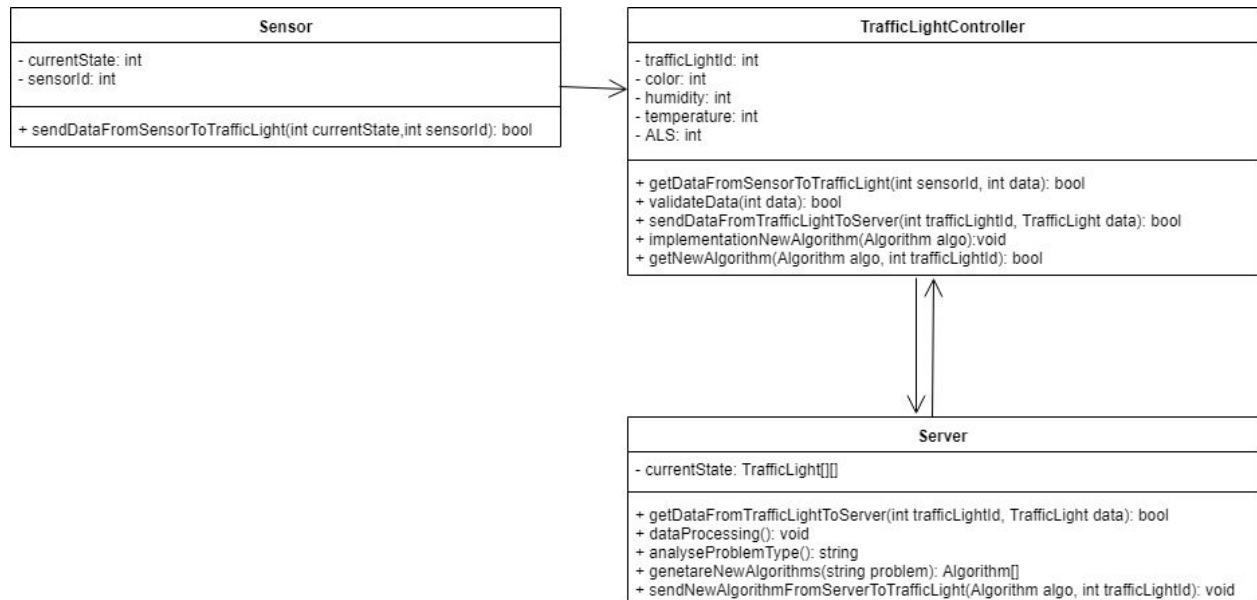 Sensor
- currentState: int
- sensorId: int
+ sendDataFromSensorToTrafficLight(int currentState,int sensorId): bool
TrafficLightController
- trafficLightId: int
- color: int
- humidity: int
- temperature: int
- ALS: int
+ getDataFromSensorToTrafficLight(int sensorId, int data): bool
+ validateData(int data): bool
+ sendDataFromTrafficLightToServer(int trafficLightId, TrafficLight data): bool
+ implementationNewAlgorithm(Algorithm algo):void
+ getNewAlgorithm(Algorithm algo, int trafficLightId): bool
Server
- currentState: TrafficLight[][]
+ getDataFromTrafficLightToServer(int trafficLightId, TrafficLight data): bool
+ dataProcessing(): void
+ analyseProblemType(): string
+ genetareNewAlgorithms(string problem): Algorithm[]
+ sendNewAlgorithmFromServerToTrafficLight(Algorithm algo, int trafficLightId): void